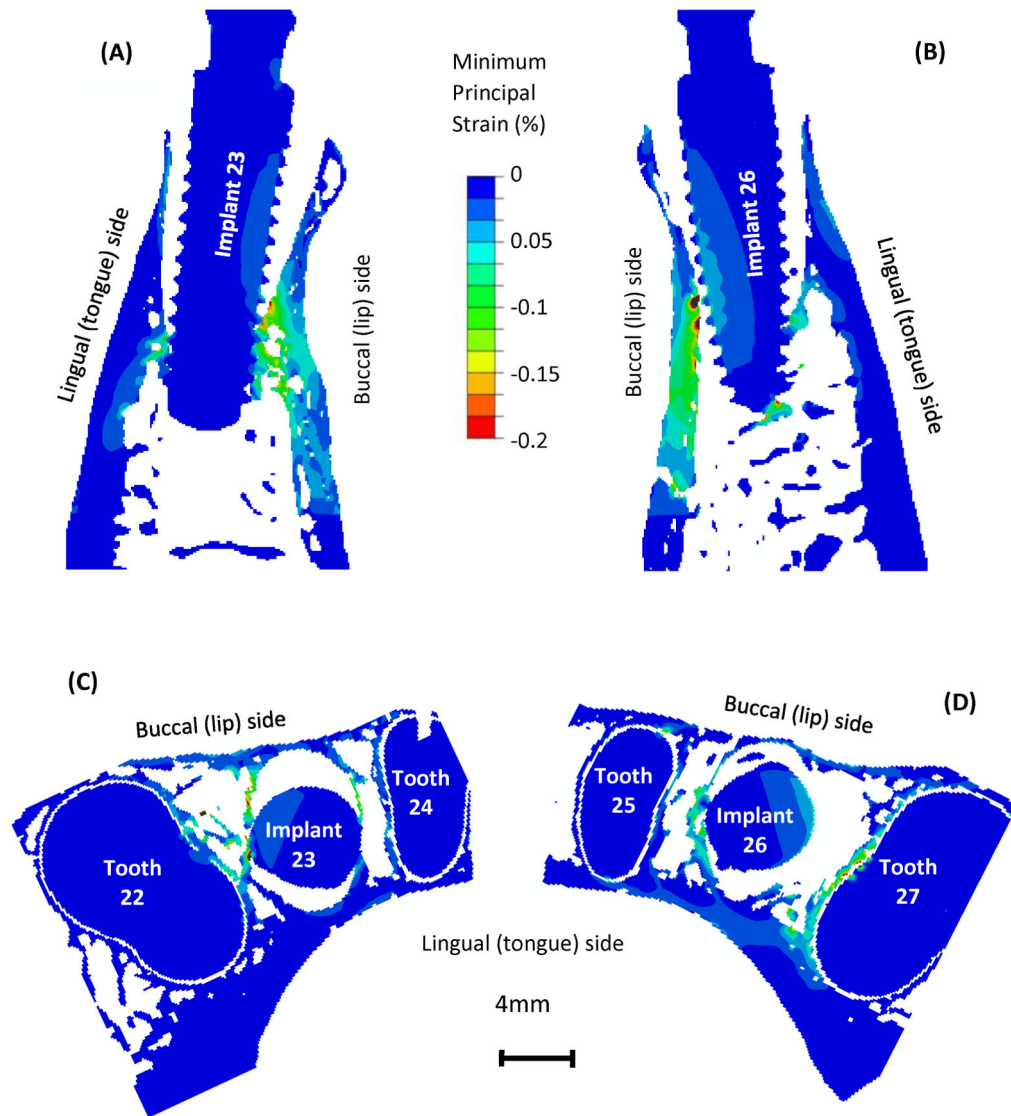 (A)
(B)
Minimum
Principal
Strain (%)
0
0.05
-0.1
-0.15
-0.2
Lingual (tongue) side
Implant 23
Buccal (lip) side
Buccal (lip) side
Implant 26
Lingual (tongue) side
(C)
(D)
Buccal (lip) side
Buccal (lip) side
Tooth
22
Implant
23
Tooth
24
Tooth
25
Implant
26
Tooth
27
Lingual (tongue) side
4mm